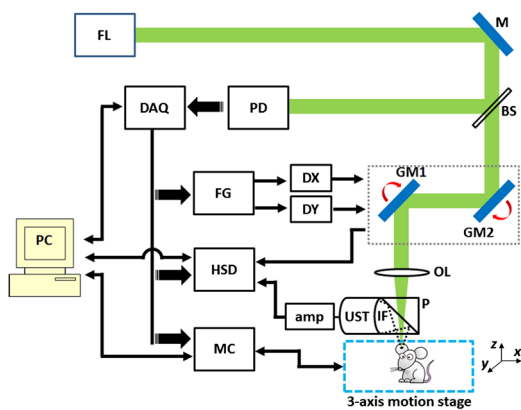 FL
M
DAQ
PD
BS
GM1
FG
DX
DY
GM2
PC
HSD
OL
amp
UST
IF
P
MC
z
y
x
3-axis motion stage